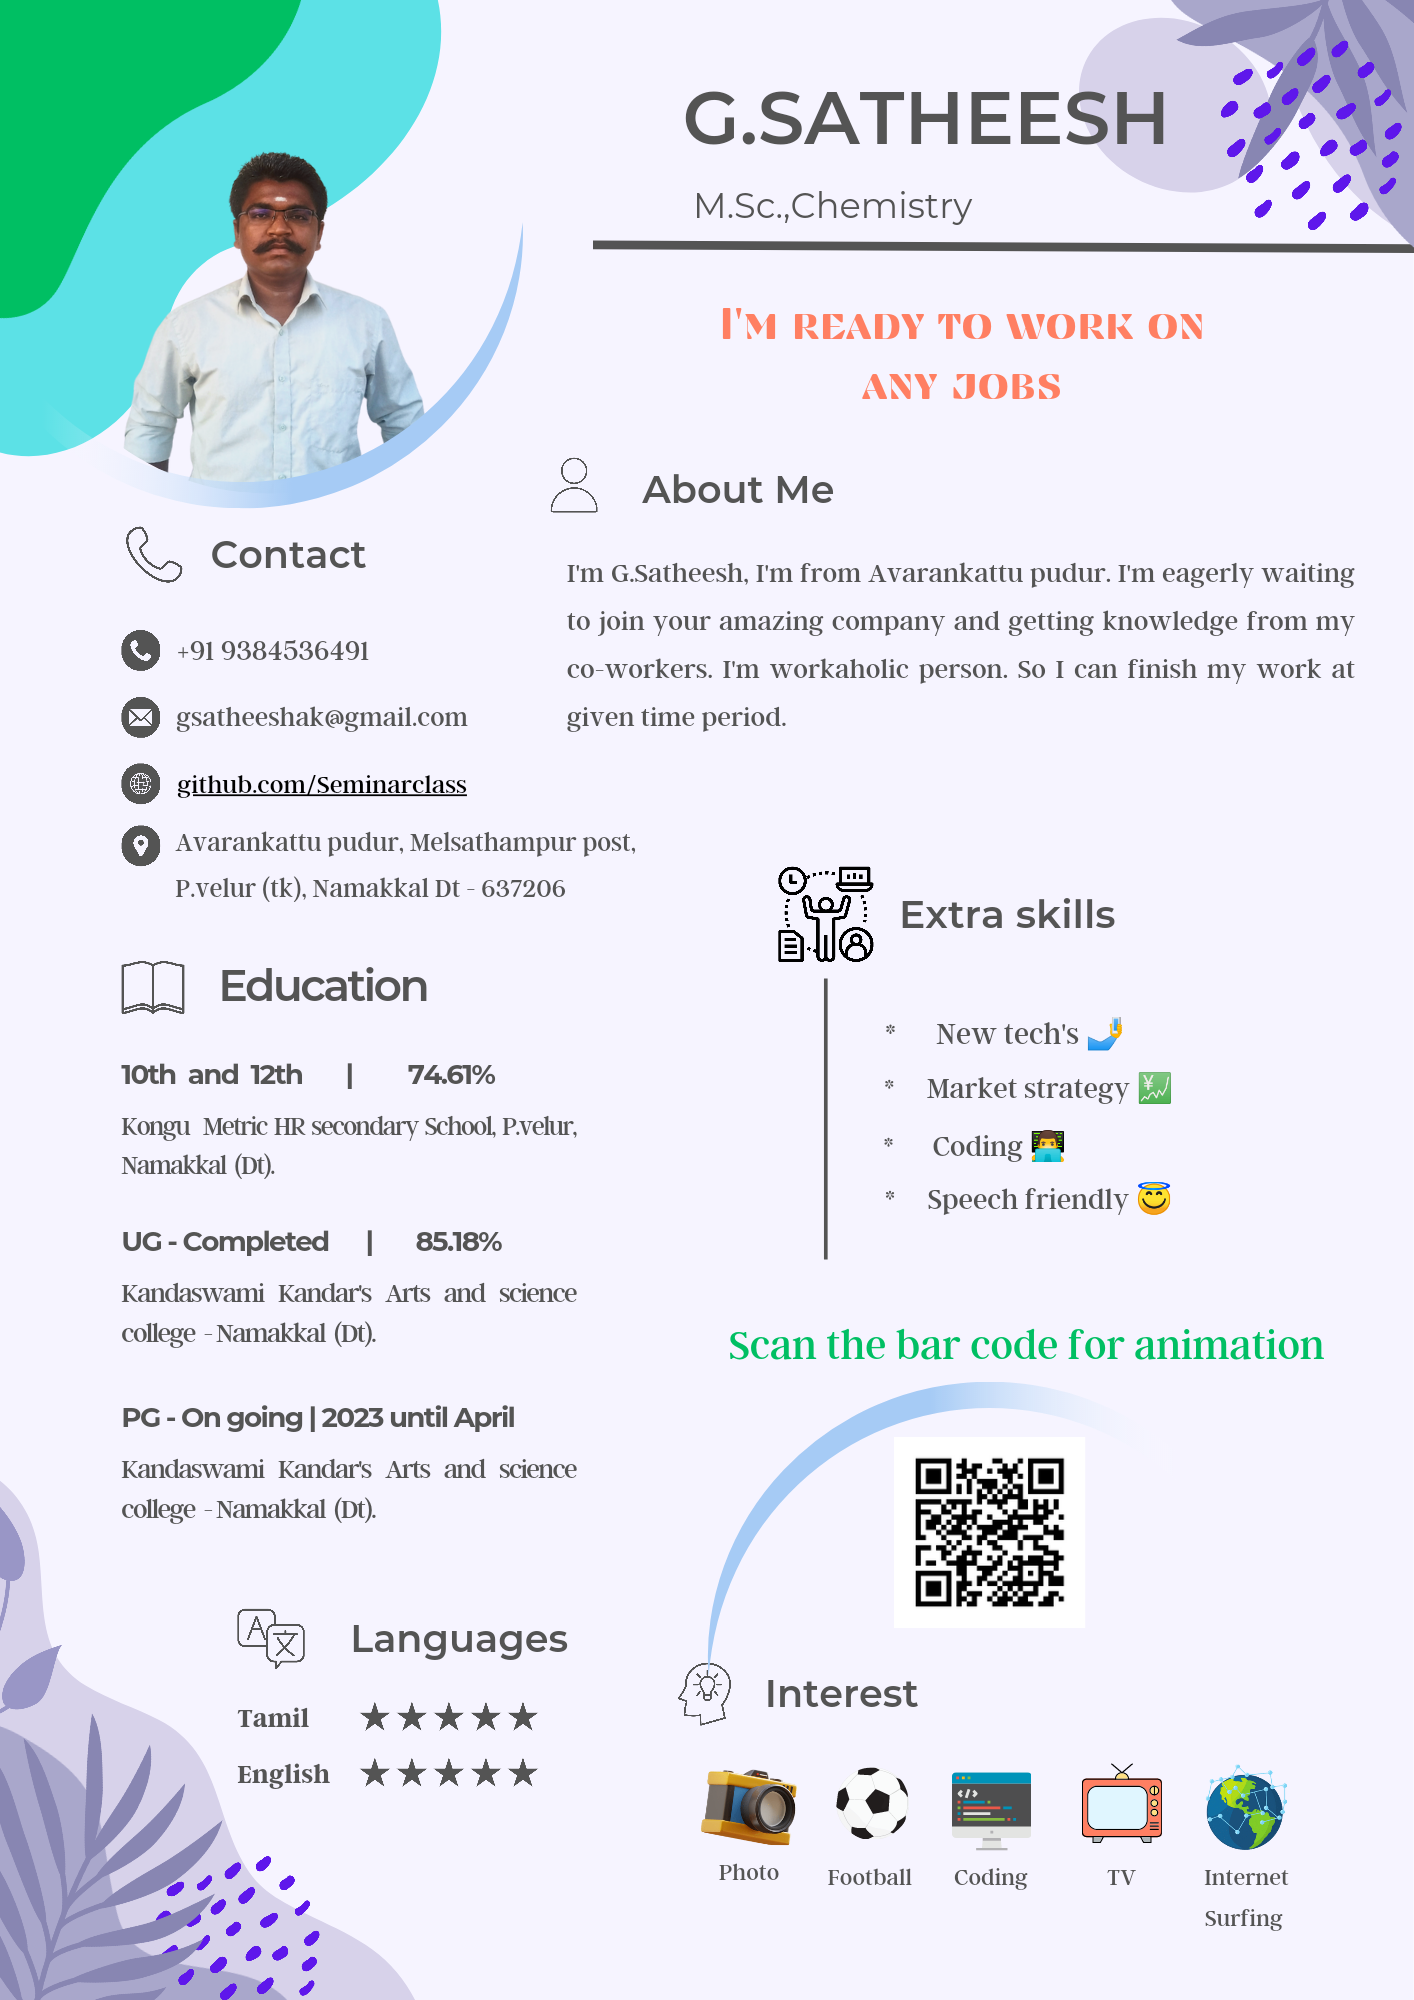 G.SATHEESH
M.Sc.,Chemistry
I'M READY TO WORK ON
ANY JOBS
About Me
I'm G.Satheesh, I'm from Avarankattu pudur. I'm eagerly waiting
to join your amazing company and getting knowledge from my
co-workers. I'm workaholic person. So I can finish my work at
given time period.
Contact
+91 9384536491
gsatheeshak@gmail.com
github.com/Seminarclass
Avarankattu pudur, Melsathampur post,
P.velur (tk), Namakkal Dt - 637206
Education
10th and 12th | 74.61%
Kongu Metric HR secondary School, P.velur,
Namakkal (Dt).
UG - Completed | 85.18%
Kandaswami Kandar's Arts and science
college - Namakkal (Dt).
PG - On going | 2023 until April
Kandaswami Kandar's Arts and science
college - Namakkal (Dt).
Languages
Tamil ★★★★★
English ★★★★★
Extra skills
* New tech's 🤳
* Market strategy 💹
* Coding 👨‍💻
* Speech friendly 😇
Scan the bar code for animation
Interest
Photo
Football
Coding
TV
Internet
Surfing